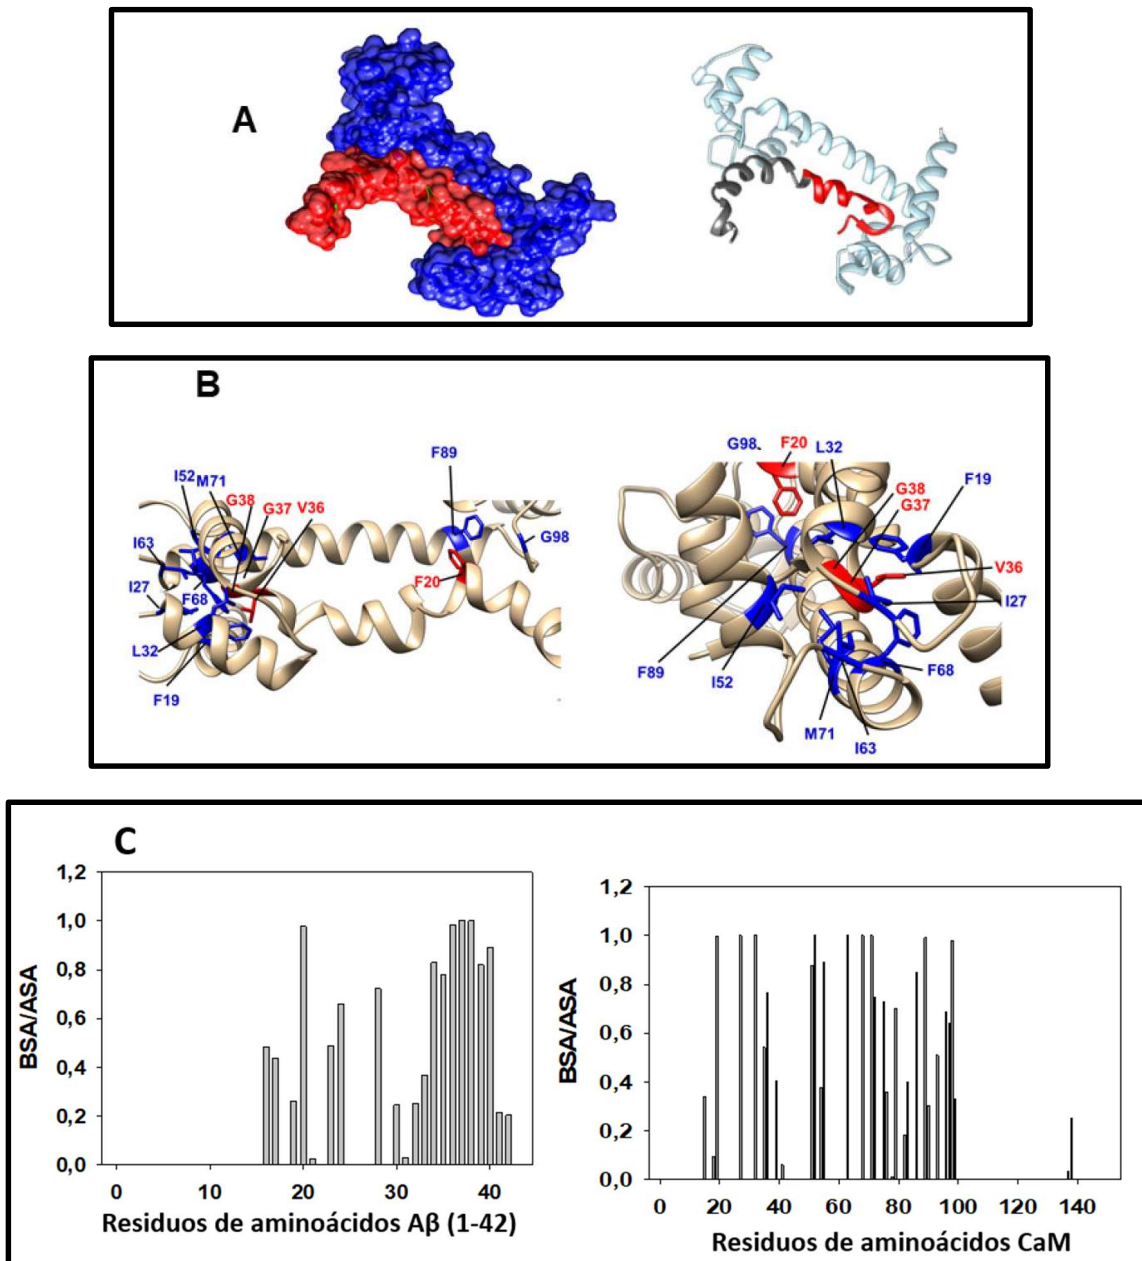 A
B
I52 M71
G38
G37
V36
F89
I63
G98
I27
F68
F20
L32
F19
G98
F20
L32
F19
G38
G37
V36
I27
F89
I52
F68
M71
I63
C
1,2
1,0
0,8
0,6
0,4
0,2
0,0
BSA/ASA
0 10 20 30 40
Residuos de aminoácidos Aβ (1-42)
1,2
1,0
0,8
0,6
0,4
0,2
0,0
BSA/ASA
0 20 40 60 80 100 120 140
Residuos de aminoácidos CaM